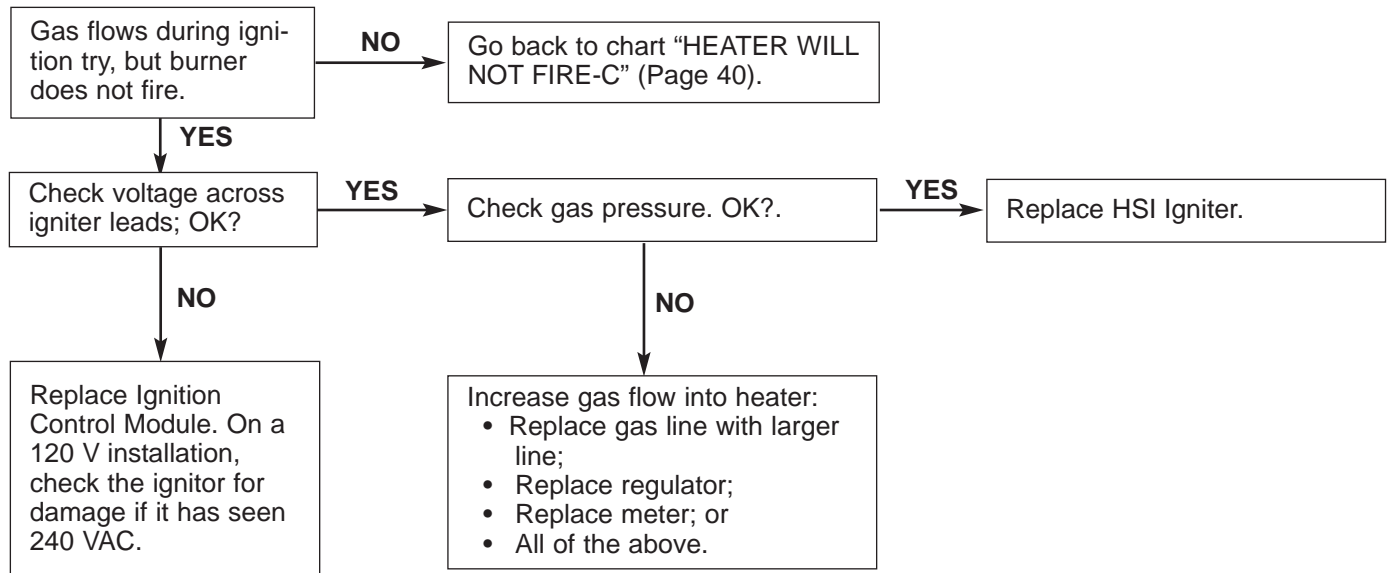 Gas flows during igni-
tion try, but burner
does not fire.
NO
Go back to chart “HEATER WILL
NOT FIRE-C” (Page 40).
YES
Check voltage across
igniter leads; OK?
YES
Check gas pressure. OK?.
YES
Replace HSI Igniter.
NO
Replace Ignition
Control Module. On a
120 V installation,
check the ignitor for
damage if it has seen
240 VAC.
NO
Increase gas flow into heater:
• Replace gas line with larger
line;
• Replace regulator;
• Replace meter; or
• All of the above.